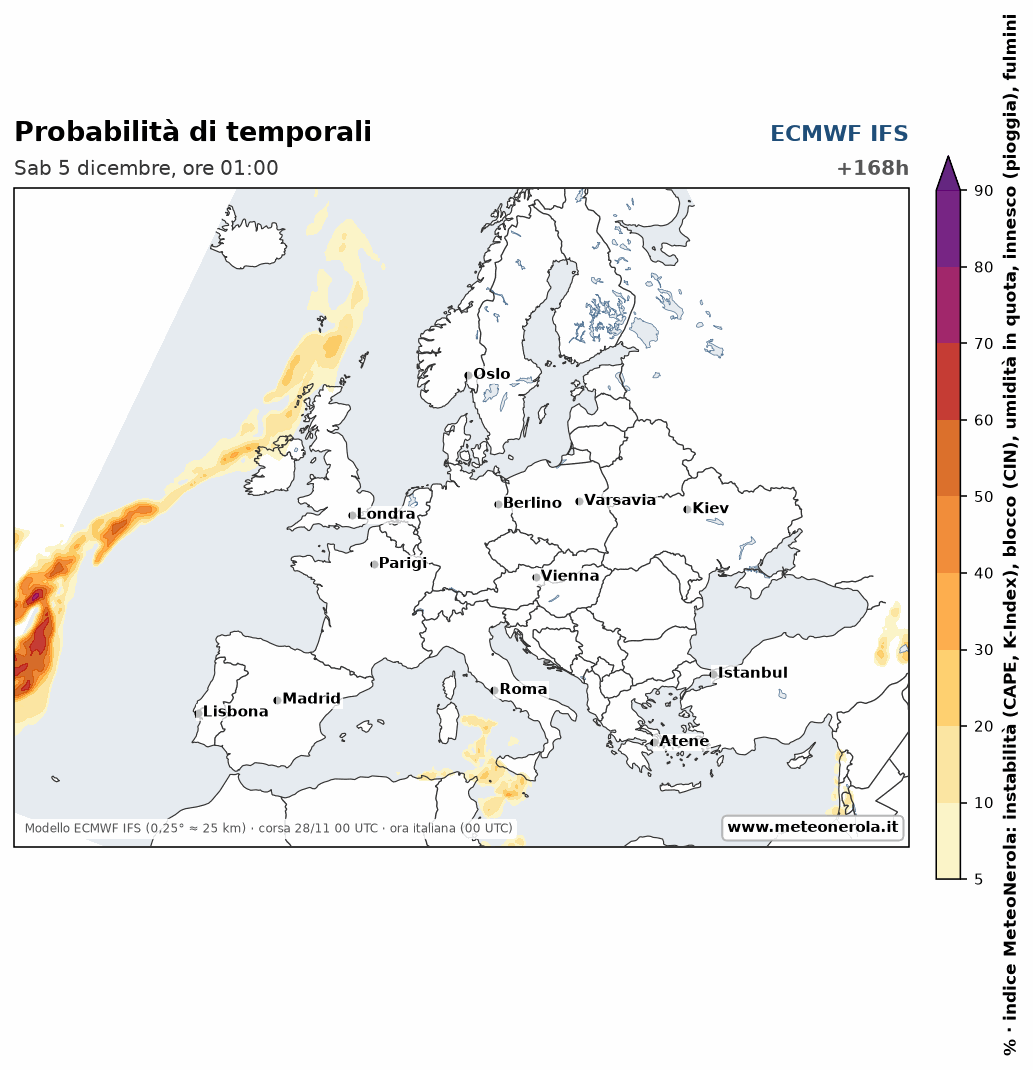 Probabilità di temporali
ECMWF IFS
Sab 5 dicembre, ore 01:00
+168h
Oslo
Londra
Berlino
Varsavia
Kiev
Parigi
Vienna
Istanbul
Roma
Madrid
Lisbona
Atene
Modello ECMWF IFS (0,25° ≈ 25 km) · corsa 28/11 00 UTC · ora italiana (00 UTC)
www.meteonerola.it
90
80
70
60
50
40
30
20
10
5
% · indice MeteoNerola: instabilità (CAPE, K-Index), blocco (CIN), umidità in quota, innesco (pioggia), fulmini